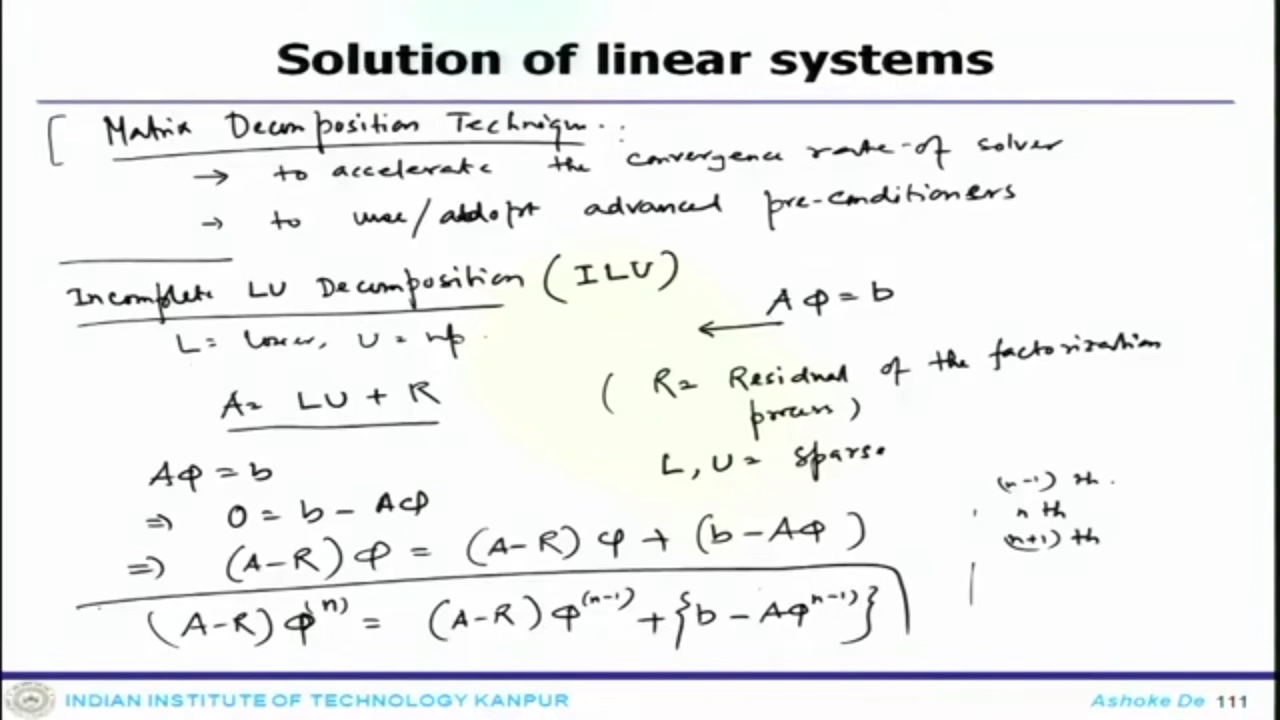 Solution of linear systems
[ Matrix Decomposition Techniqu..:
→ to accelerate the convergence rate of solver
→ to use/adopt advanced pre-conditioners
Incomplete LU Decomposition (ILU)
L = lower, U = up.
Aφ = b
A = LU + R
( R = Residual of the factorization
process )
L, U = sparse
Aφ = b
⇒ 0 = b - Aφ
⇒ (A-R) φ = (A-R) φ + (b-Aφ)
(n-1) th.
n th
(n+1) th
(A-R) φ^(n) = (A-R) φ^(n-1) + {b - Aφ^(n-1)}
INDIAN INSTITUTE OF TECHNOLOGY KANPUR
Ashoke De 111